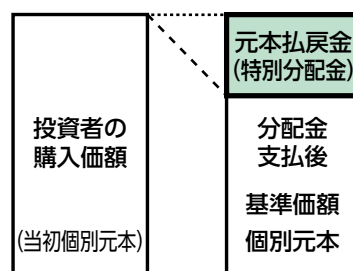 投資者の
購入価額
(当初個別元本)
元本払戻金
(特別分配金)
分配金
支払後
基準価額
個別元本